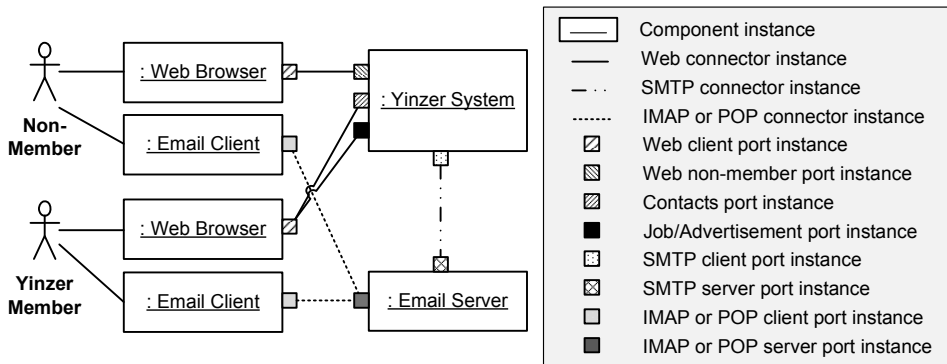 : Web Browser
: Yinzer System
Non-
Member
: Email Client
: Web Browser
Yinzer
Member
: Email Client
: Email Server
Component instance
Web connector instance
SMTP connector instance
IMAP or POP connector instance
Web client port instance
Web non-member port instance
Contacts port instance
Job/Advertisement port instance
SMTP client port instance
SMTP server port instance
IMAP or POP client port instance
IMAP or POP server port instance